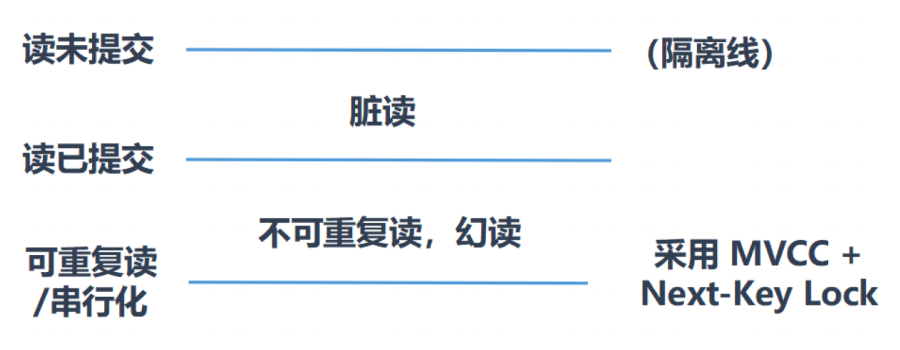 读未提交
（隔离线）
脏读
读已提交
不可重复读，幻读
可重复读
/串行化
采用 MVCC +
Next-Key Lock